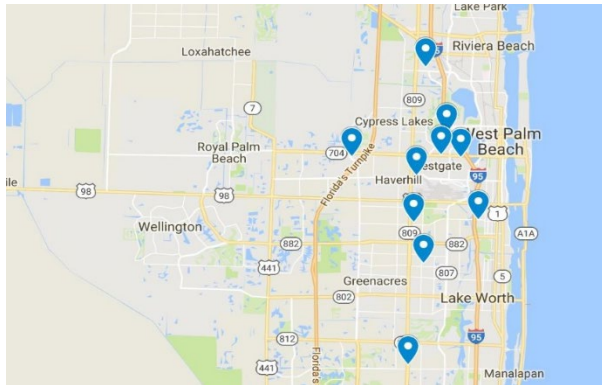 Lake Park
Loxahatchee
Riviera Beach
95
7
809
Cypress Lakes
West Palm
Beach
Royal Palm
Beach
704
Florida's Turnpike
Westgate
Haverhill
95
98
98
1
Wellington
809
882
882
A1A
441
807
5
Greenacres
802
Lake Worth
812
95
441
Florida's
Manalapan